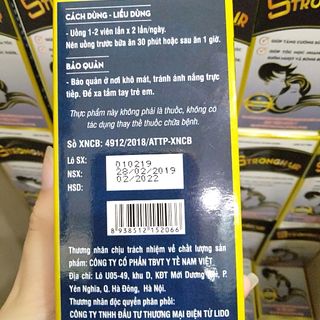 CÁCH DÙNG - LIỀU DÙNG
- Uống 1-2 viên lần x 2 lần/ngày.
Nên uống trước bữa ăn 30 phút hoặc sau ăn 1 giờ.
BẢO QUẢN
- Bảo quản ở nơi khô mát, tránh ánh nắng trực
tiếp. Để xa tầm tay trẻ em.
Thực phẩm này không phải là thuốc, không có
tác dụng thay thế thuốc chữa bệnh.
Số XNCB: 4912/2018/ATTP-XNCB
Lô SX: 010219
NSX: 28/02/2019
HSD: 02/2022
8 938512 152066
Thương nhân chịu trách nhiệm về chất lượng sản
phẩm: CÔNG TY CỔ PHẦN TBVT Y TẾ NAM VIỆT
Địa chỉ: Lô U05-49, khu D, KĐT Mới Dương Nội, P.
Yên Nghĩa, Q. Hà Đông, Hà Nội.
Thương nhân độc quyền phân phối:
CÔNG TY TNHH ĐẦU TƯ THƯƠNG MẠI ĐIỆN TỬ LIDO
STRONGK UP